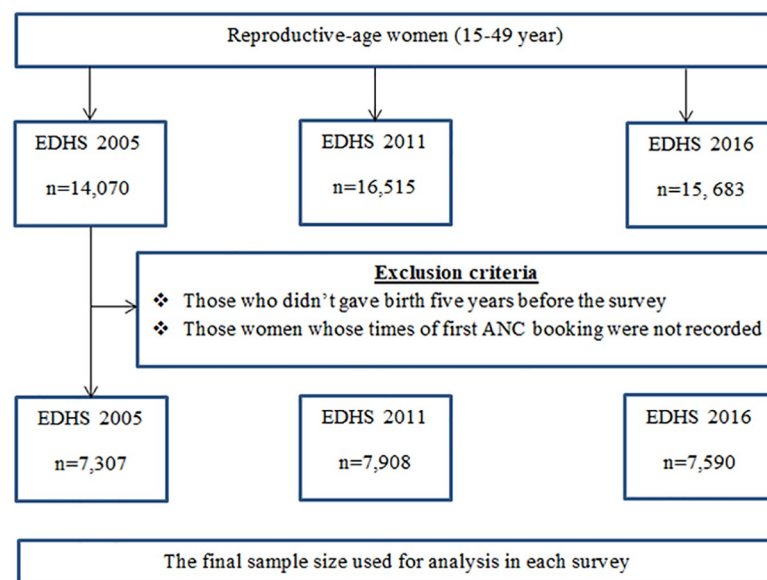 Reproductive-age women (15-49 year)
EDHS 2005
n=14,070
EDHS 2011
n=16,515
EDHS 2016
n=15, 683
Exclusion criteria
❖ Those who didn’t gave birth five years before the survey
❖ Those women whose times of first ANC booking were not recorded
EDHS 2005
n=7,307
EDHS 2011
n=7,908
EDHS 2016
n=7,590
The final sample size used for analysis in each survey